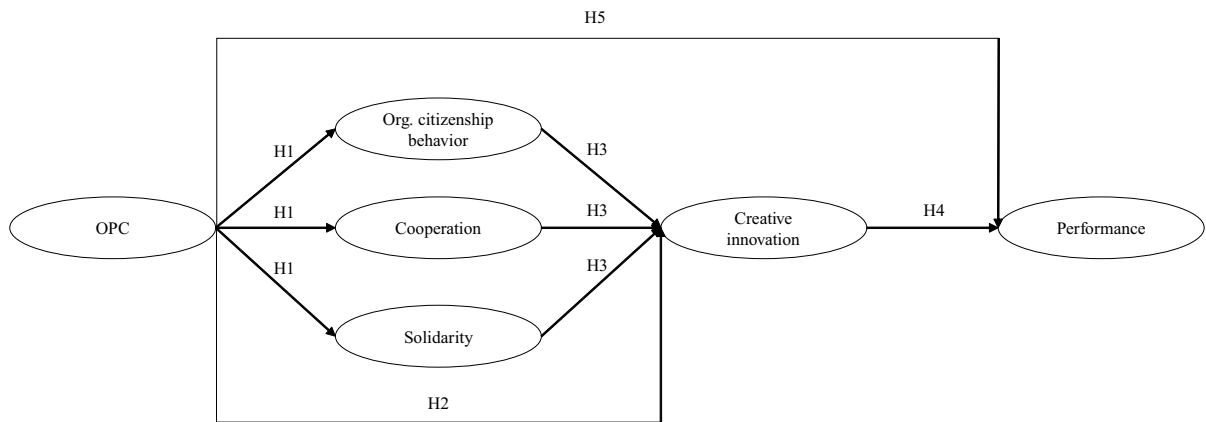 H5
Org. citizenship
behavior
H1
H3
OPC
H1
Cooperation
H3
Creative
innovation
H4
Performance
H1
H3
Solidarity
H2